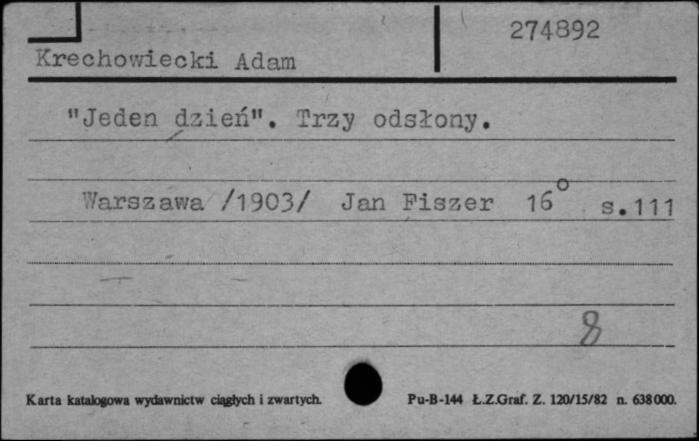 274892
Krechowiecki Adam
"Jeden dzień". Trzy odsłony.
Warszawa /1903/ Jan Fiszer 16° s.111
8
Karta katalogowa wydawnictw ciągłych i zwartych. Pu-B-144 Ł.Z.Graf. Z. 120/15/82 n. 638000.